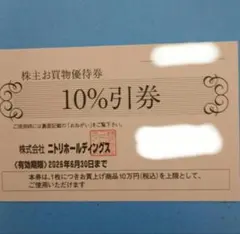 株主お買物優待券
10%引券
ご使用前には裏面記載の「おねがい」をご覧下さい。
株式会社 ニトリホールディングス
〈有効期限〉2025年6月30日まで
本券は、1枚につきお買上げ商品10万円(税込)を上限として、
ご使用いただけます